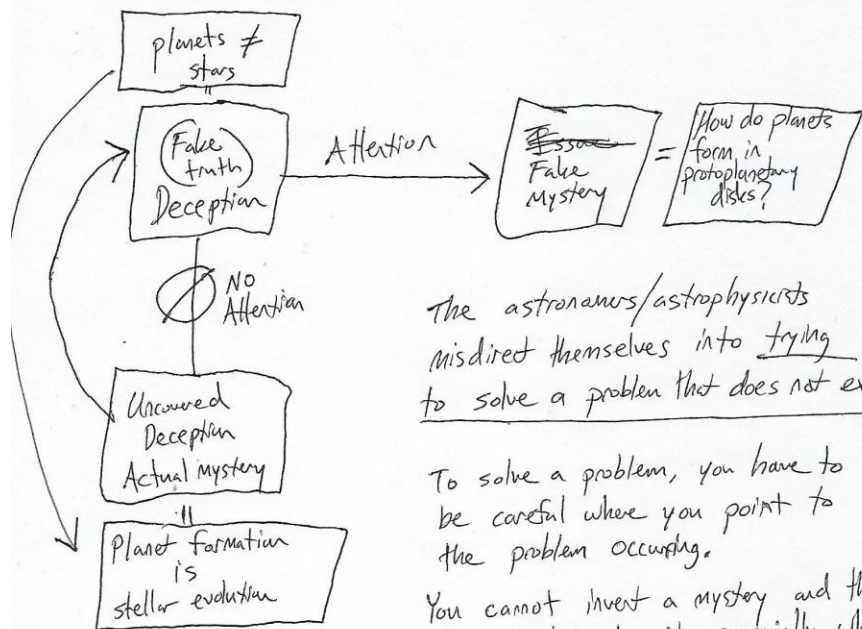 planets ≠
stars
=
Fake
truth
Deception
Attention
Issue
Fake
Mystery
=
How do planets
form in
protoplanetary
disks?
NO
Attention
Uncovered
Deception
Actual mystery
=
Planet formation
is
stellar evolution
The astronomers/astrophysicists
misdirect themselves into trying
to solve a problem that does not ex
To solve a problem, you have to
be careful where you point to
the problem occurring.
You cannot invent a mystery and th